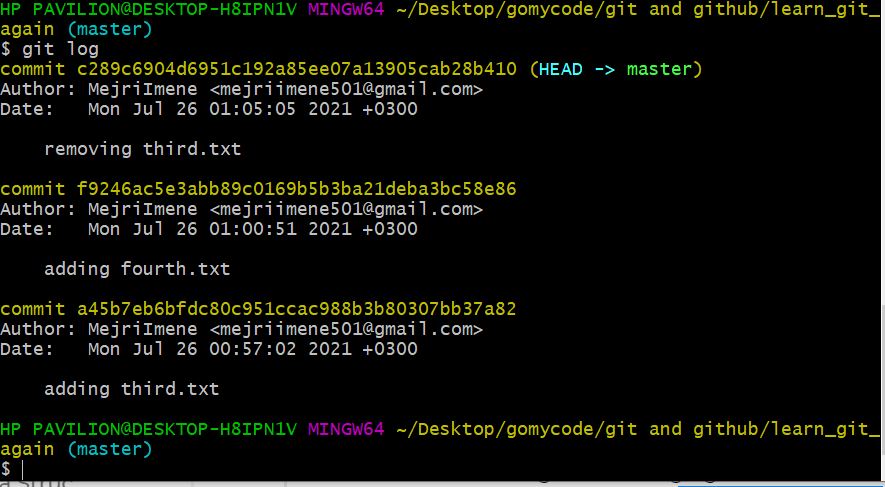 HP PAVILION@DESKTOP-H8IPN1V MINGW64 ~/Desktop/gomycode/git and github/learn_git_
again (master)
$ git log
commit c289c6904d6951c192a85ee07a13905cab28b410 (HEAD -> master)
Author: MejriImene <mejriimene501@gmail.com>
Date:   Mon Jul 26 01:05:05 2021 +0300

    removing third.txt

commit f9246ac5e3abb89c0169b5b3ba21deba3bc58e86
Author: MejriImene <mejriimene501@gmail.com>
Date:   Mon Jul 26 01:00:51 2021 +0300

    adding fourth.txt

commit a45b7eb6bfdc80c951ccac988b3b80307bb37a82
Author: MejriImene <mejriimene501@gmail.com>
Date:   Mon Jul 26 00:57:02 2021 +0300

    adding third.txt

HP PAVILION@DESKTOP-H8IPN1V MINGW64 ~/Desktop/gomycode/git and github/learn_git_
again (master)
$